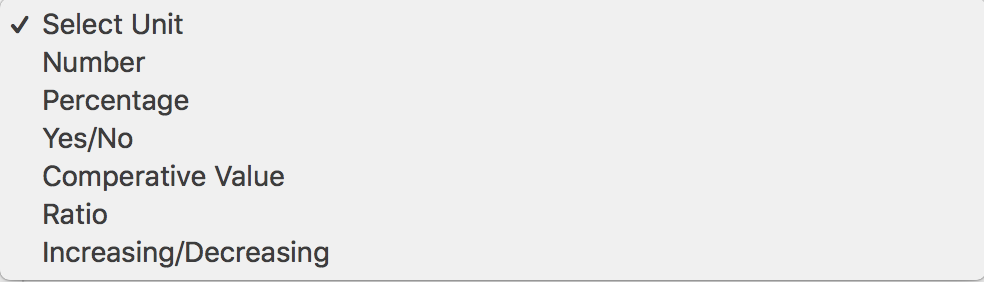 ✓ Select Unit
Number
Percentage
Yes/No
Comperative Value
Ratio
Increasing/Decreasing